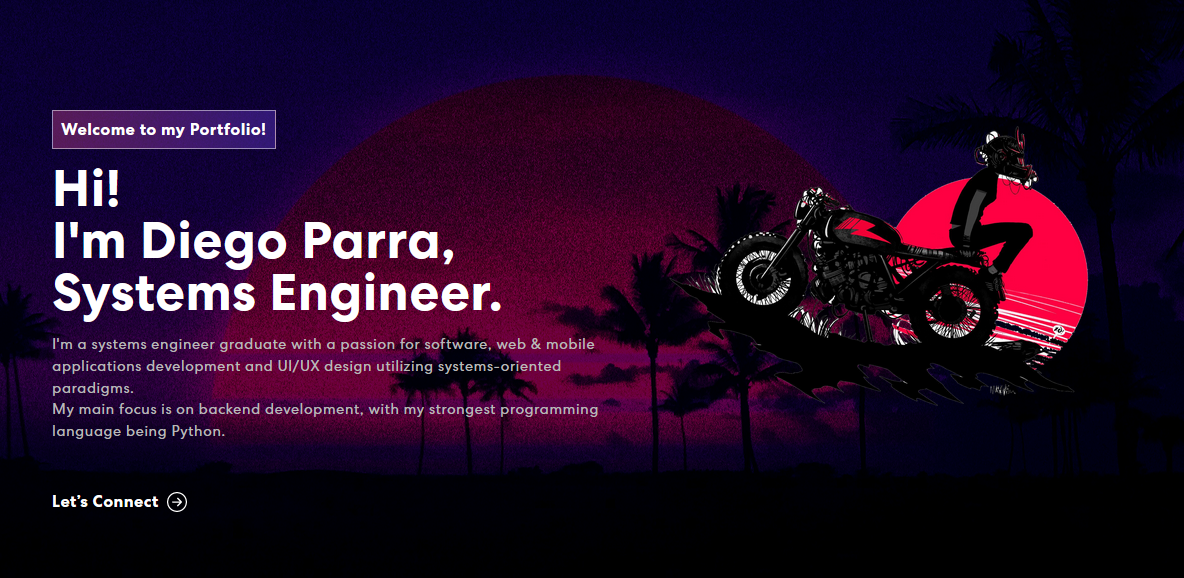 Welcome to my Portfolio!
Hi!
I'm Diego Parra,
Systems Engineer.
I'm a systems engineer graduate with a passion for software, web & mobile
applications development and UI/UX design utilizing systems-oriented
paradigms.
My main focus is on backend development, with my strongest programming
language being Python.
Let’s Connect